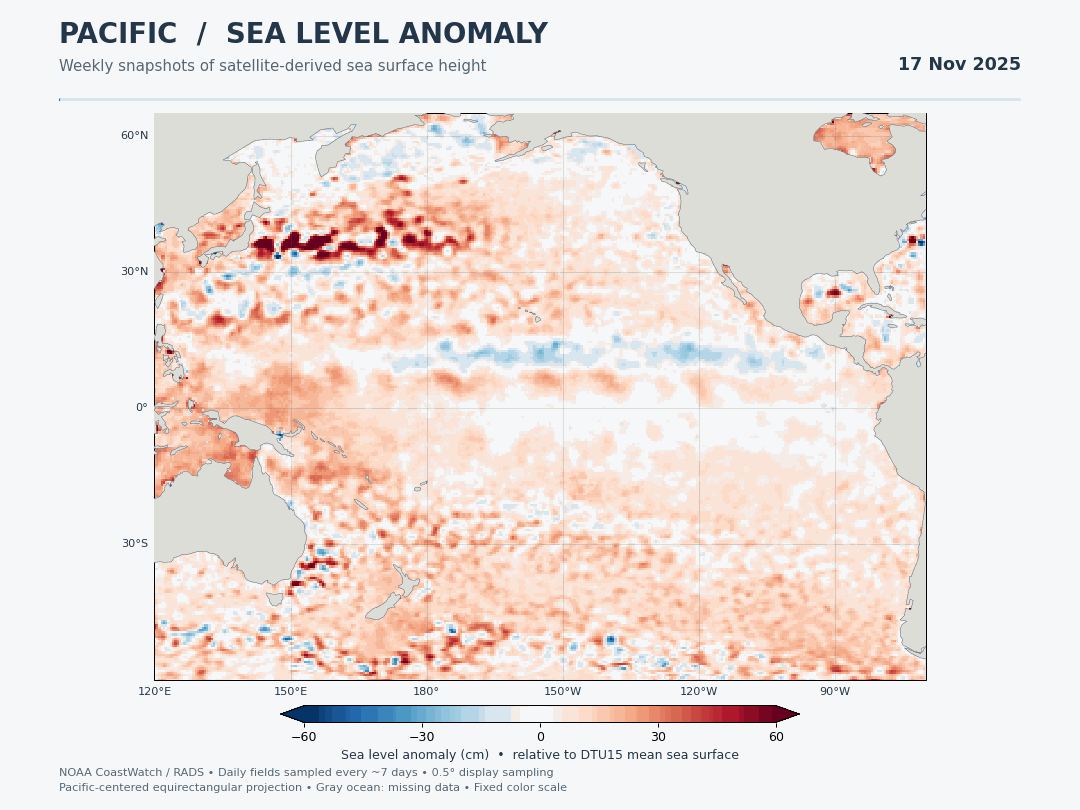 PACIFIC / SEA LEVEL ANOMALY
Weekly snapshots of satellite-derived sea surface height
17 Nov 2025
60°N
30°N
0°
30°S
120°E 150°E 180° 150°W 120°W 90°W
−60 −30 0 30 60
Sea level anomaly (cm) • relative to DTU15 mean sea surface
NOAA CoastWatch / RADS • Daily fields sampled every ~7 days • 0.5° display sampling
Pacific-centered equirectangular projection • Gray ocean: missing data • Fixed color scale